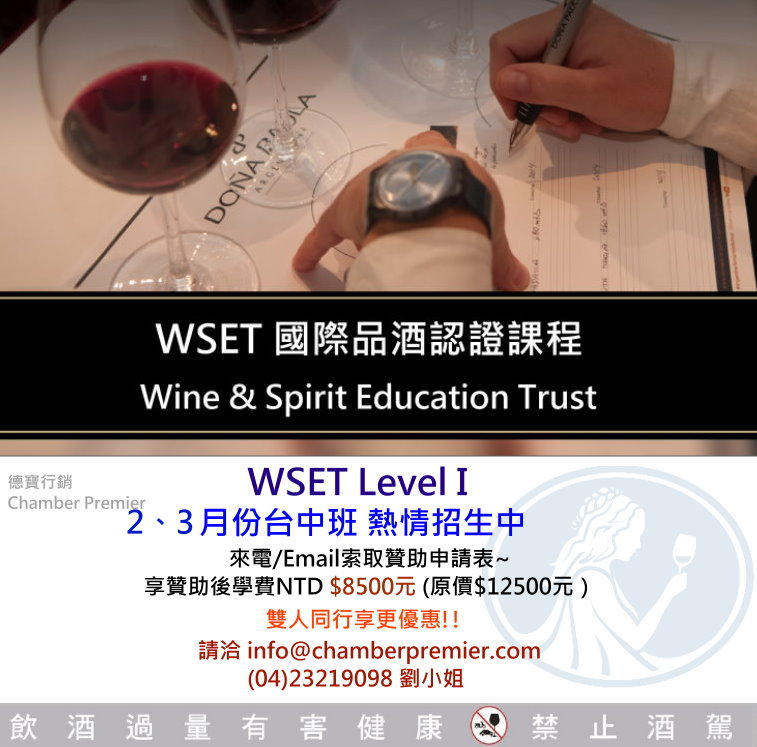 DOÑA PAULA
ARGENTINA
DOÑA PAULA
WSET 國際品酒認證課程
Wine & Spirit Education Trust
德寶行銷
Chamber Premier
WSET Level I
2、3月份台中班 熱情招生中
來電/Email索取贊助申請表~
享贊助後學費NTD $8500元 (原價$12500元 )
雙人同行享更優惠!!
請洽 info@chamberpremier.com
(04)23219098 劉小姐
飲酒過量有害健康 禁止酒駕